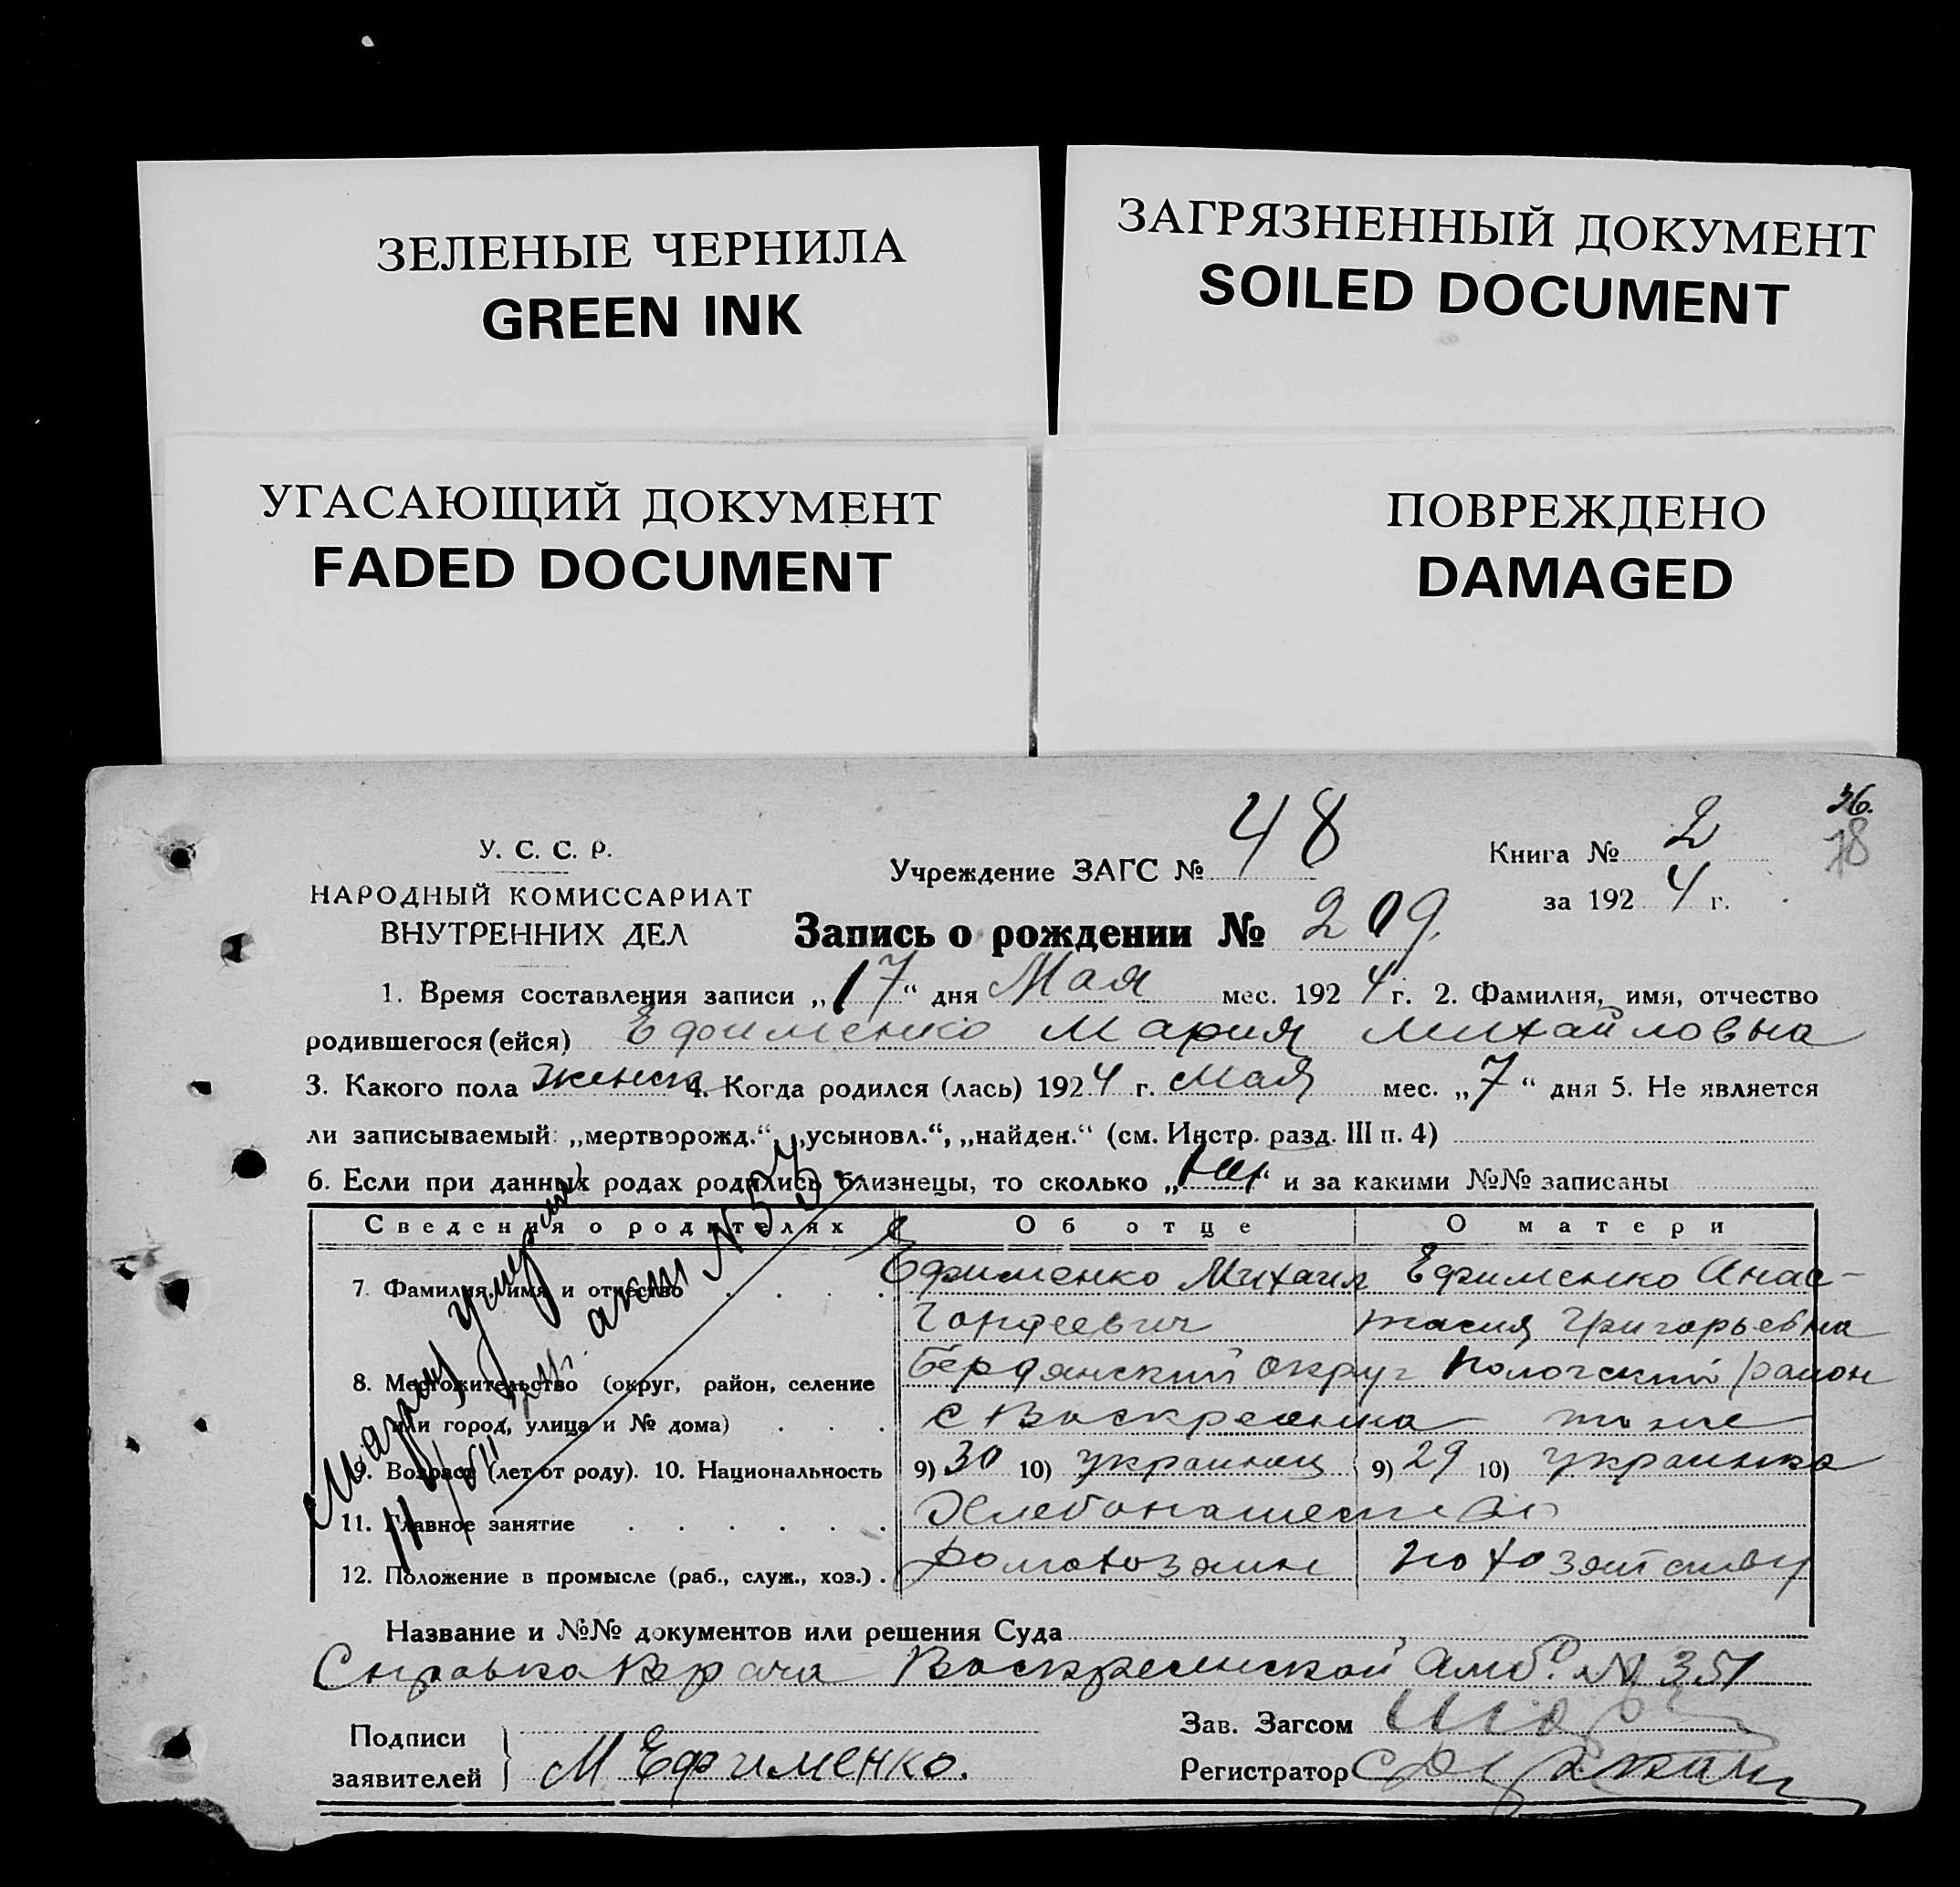 ЗЕЛЕНЫЕ ЧЕРНИЛА
GREEN INK
ЗАГРЯЗНЕННЫЙ ДОКУМЕНТ
SOILED DOCUMENT
УГАСАЮЩИЙ ДОКУМЕНТ
FADED DOCUMENT
ПОВРЕЖДЕНО
DAMAGED
36.
78
У. С. С. Р.
НАРОДНЫЙ КОМИССАРИАТ
ВНУТРЕННИХ ДЕЛ
Учреждение ЗАГС № 48
Книга № 2
за 1924 г.
Запись о рождении № 209.
1. Время составления записи „17“ дня Мая мес. 1924 г. 2. Фамилия, имя, отчество
родившегося (ейся) Ефименко Мария Михайловна
3. Какого пола женск 4. Когда родился (лась) 1924 г. Мая мес. „7“ дня 5. Не является
ли записываемый: „мертворожд.“, „усыновл.“, „найден.“ (см. Инстр. разд. III п. 4)
6. Если при данных родах родились близнецы, то сколько „ “ и за какими №№ записаны
Сведения о родителях Об отце О матери
7. Фамилия, имя и отчество Ефименко Михаил Ефименко Анас-
Гордеевич тасия Григорьевна
8. Местожительство (округ, район, селение Бердянский округ Пологский район
или город, улица и № дома) с Воскресенка то же
9. Возраст (лет от роду). 10. Национальность 9) 30 10) украинец 9) 29 10) украинка
11. Главное занятие Хлебопашество
12. Положение в промысле (раб., служ., хоз.) домохозяин по хозяйству
Название и №№ документов или решения Суда
Справка Врача Воскресенской Амб. № 351
Подписи
заявителей М Ефименко.
Зав. Загсом
Регистратор
акт №